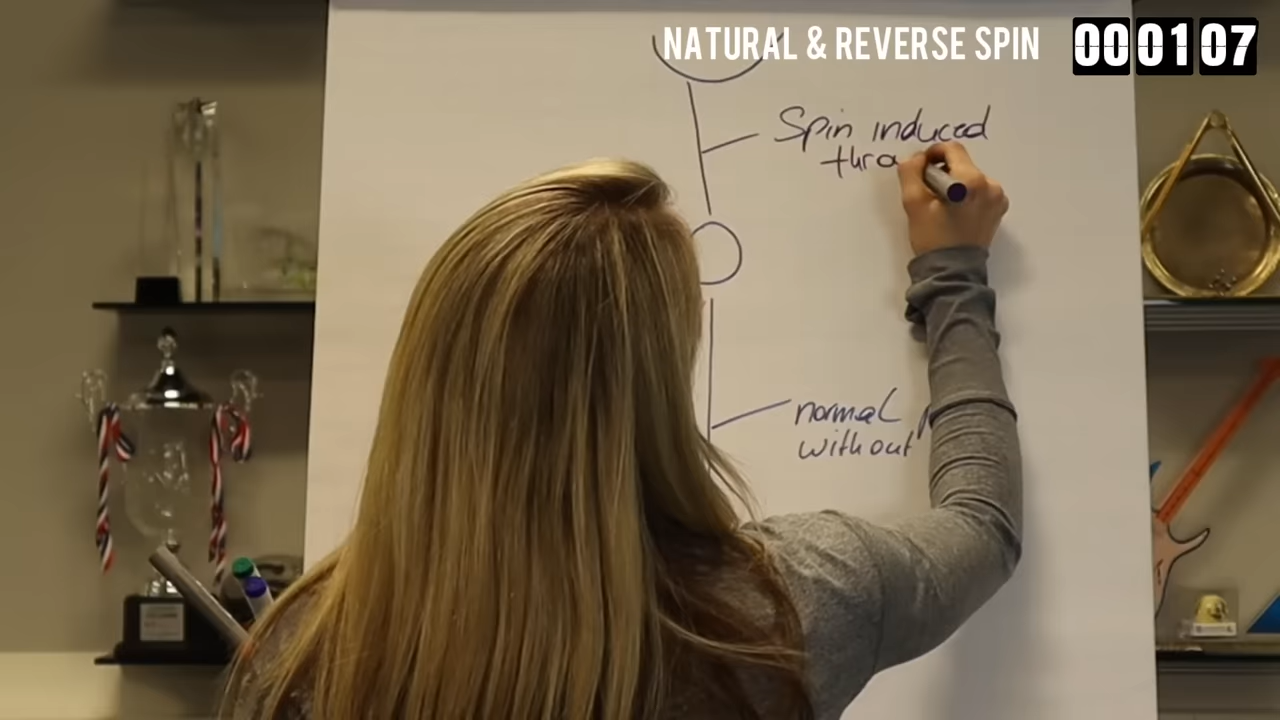 NATURAL & REVERSE SPIN 00 01 07
Spin induced
thro
normal
without